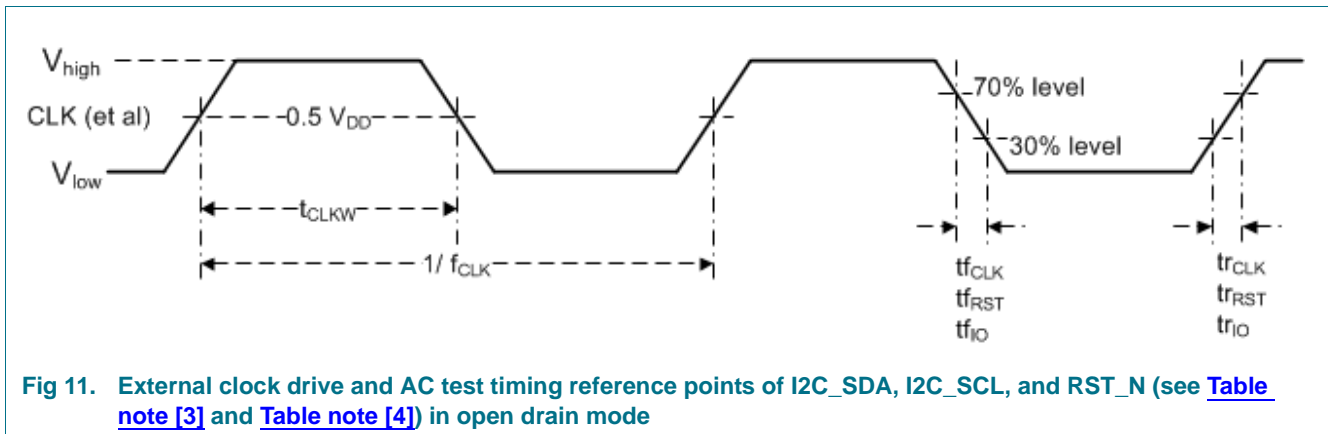 Vhigh
70% level
CLK (et al)
0.5 VDD
30% level
Vlow
tCLKW
1/ fCLK
tfCLK
tfRST
tfIO
trCLK
trRST
trIO
Fig 11. External clock drive and AC test timing reference points of I2C_SDA, I2C_SCL, and RST_N (see Table
note [3] and Table note [4]) in open drain mode